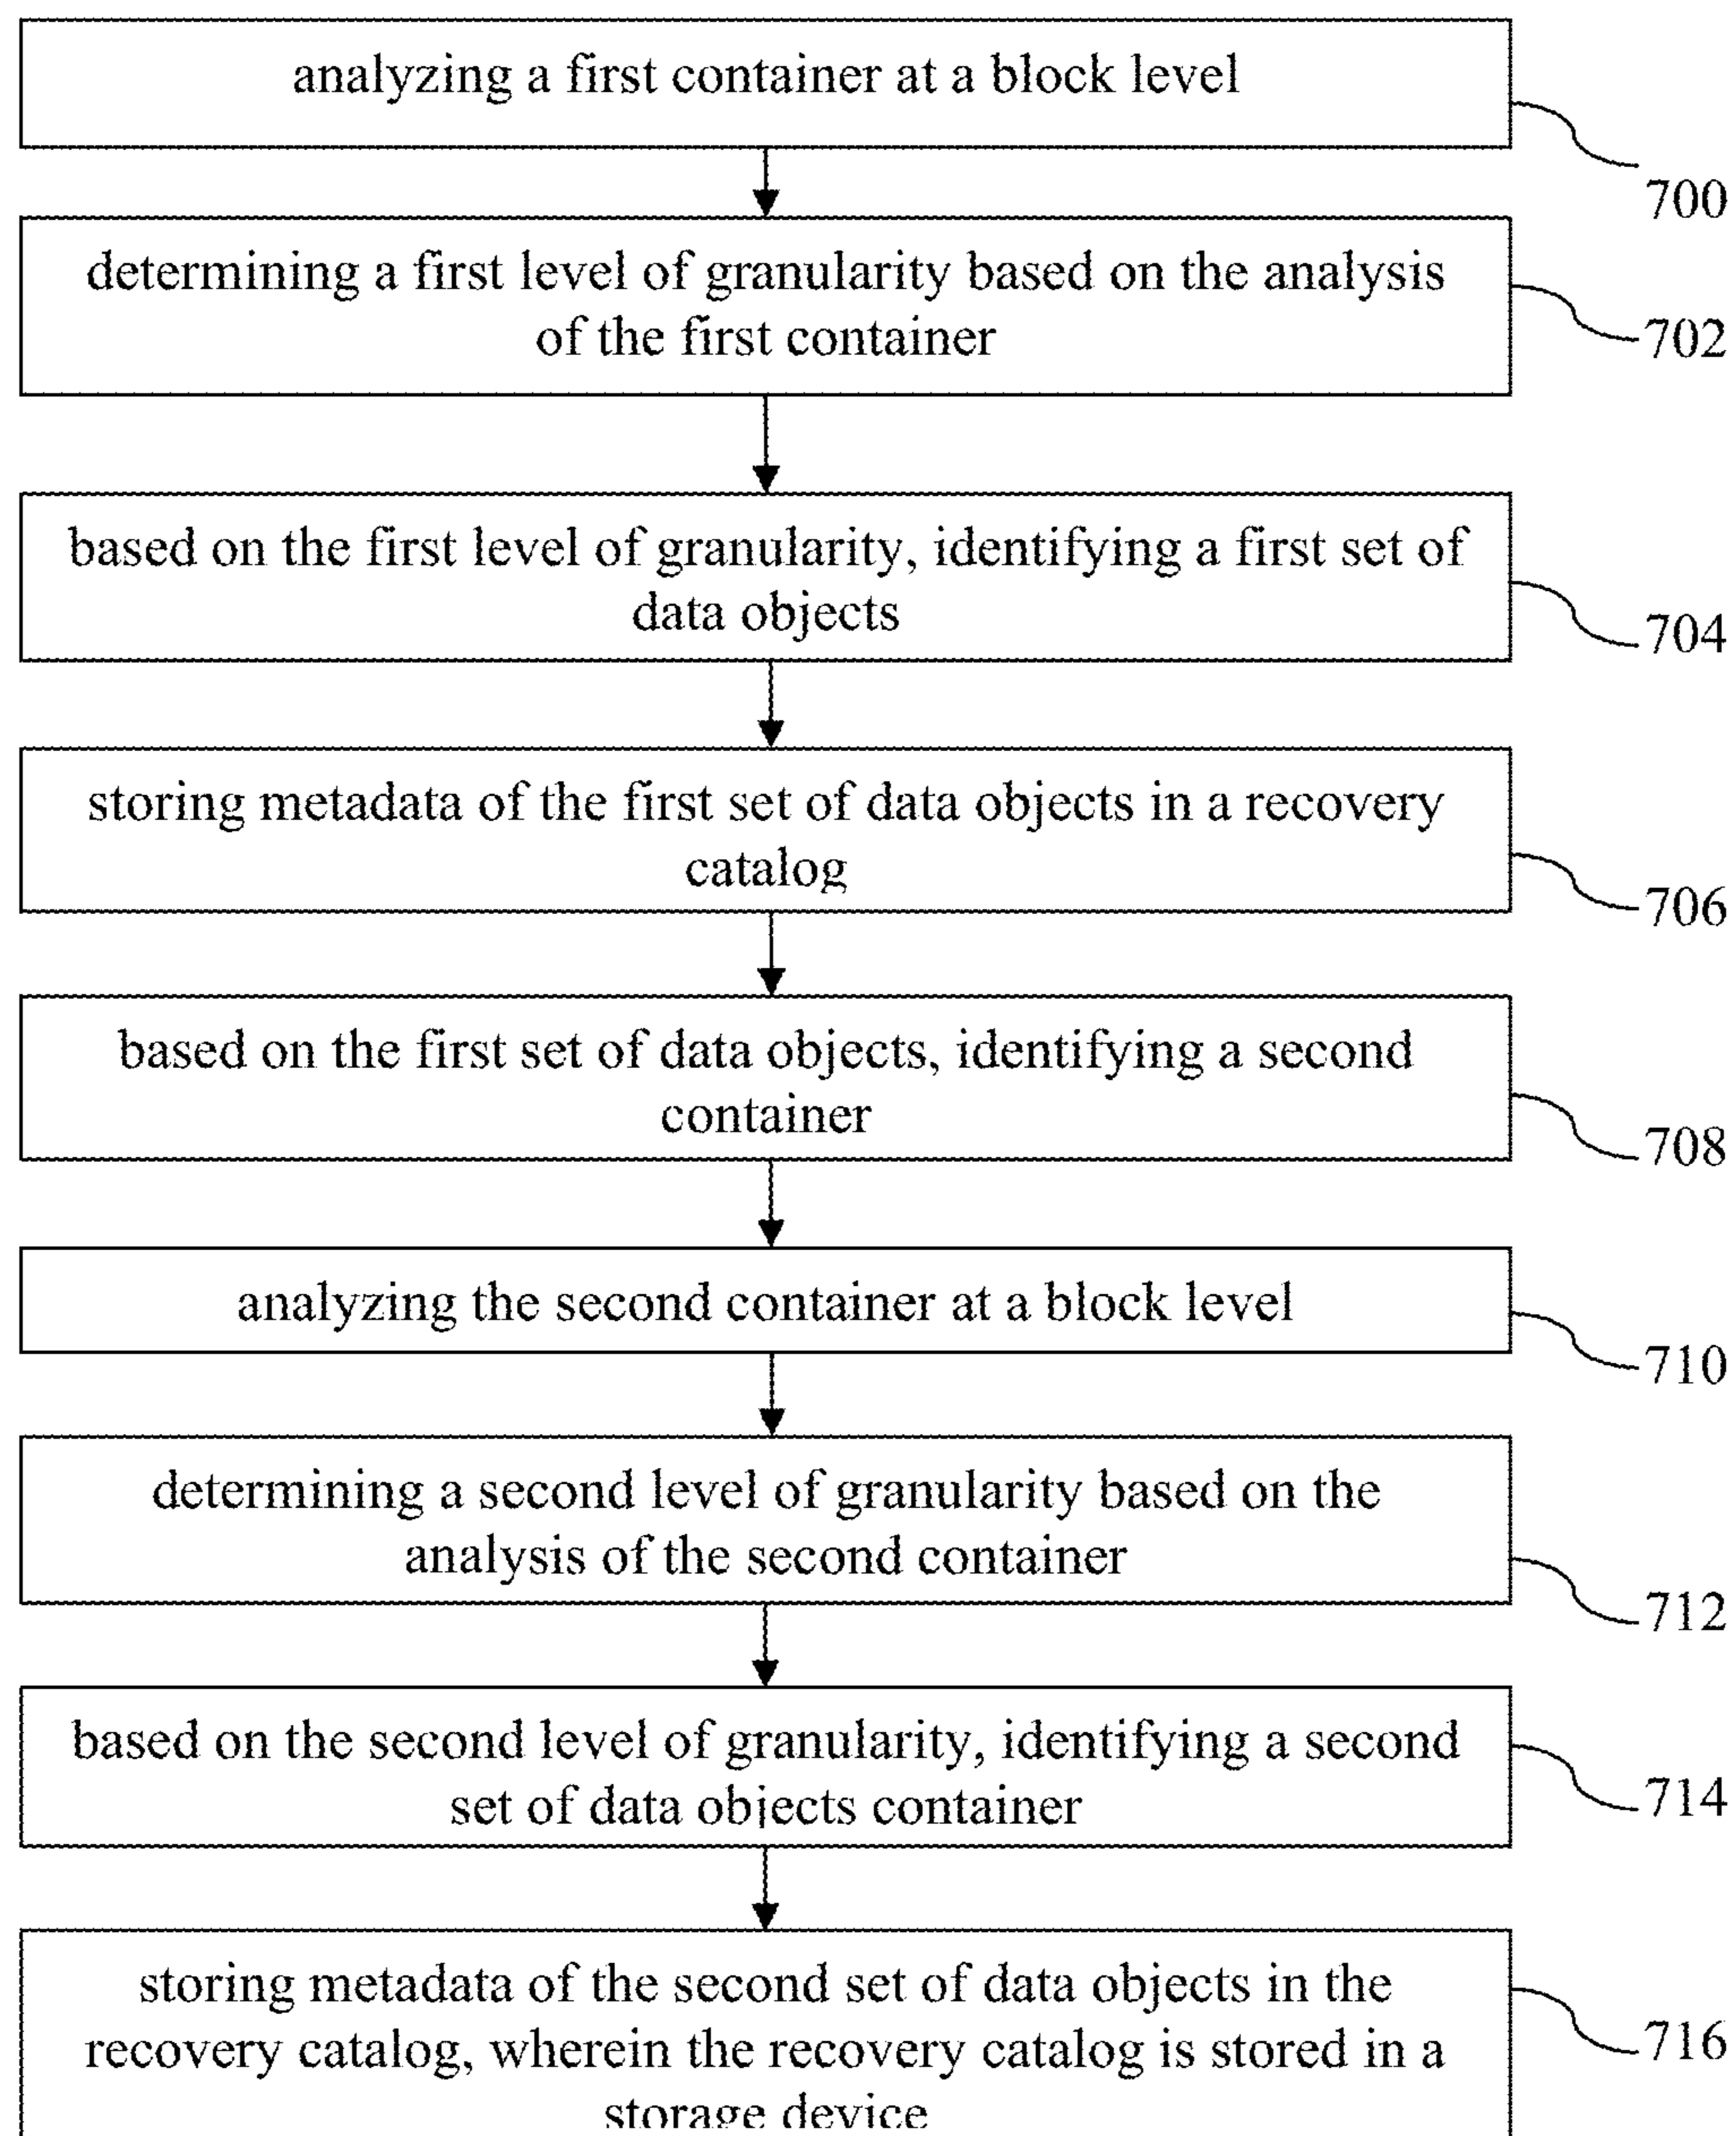 analyzing a first container at a block level
700
determining a first level of granularity based on the analysis
of the first container
702
based on the first level of granularity, identifying a first set of
data objects
704
storing metadata of the first set of data objects in a recovery
catalog
706
based on the first set of data objects, identifying a second
container
708
analyzing the second container at a block level
710
determining a second level of granularity based on the
analysis of the second container
712
based on the second level of granularity, identifying a second
set of data objects container
714
storing metadata of the second set of data objects in the
recovery catalog, wherein the recovery catalog is stored in a
storage device
716